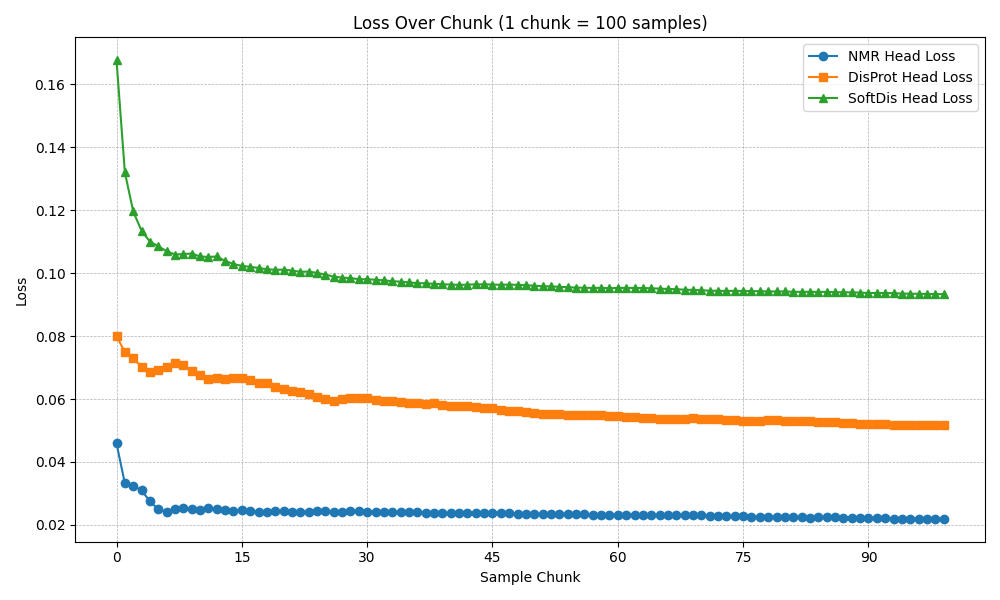 Loss Over Chunk (1 chunk = 100 samples)
NMR Head Loss
DisProt Head Loss
SoftDis Head Loss
Loss
0.16
0.14
0.12
0.10
0.08
0.06
0.04
0.02
0 15 30 45 60 75 90
Sample Chunk